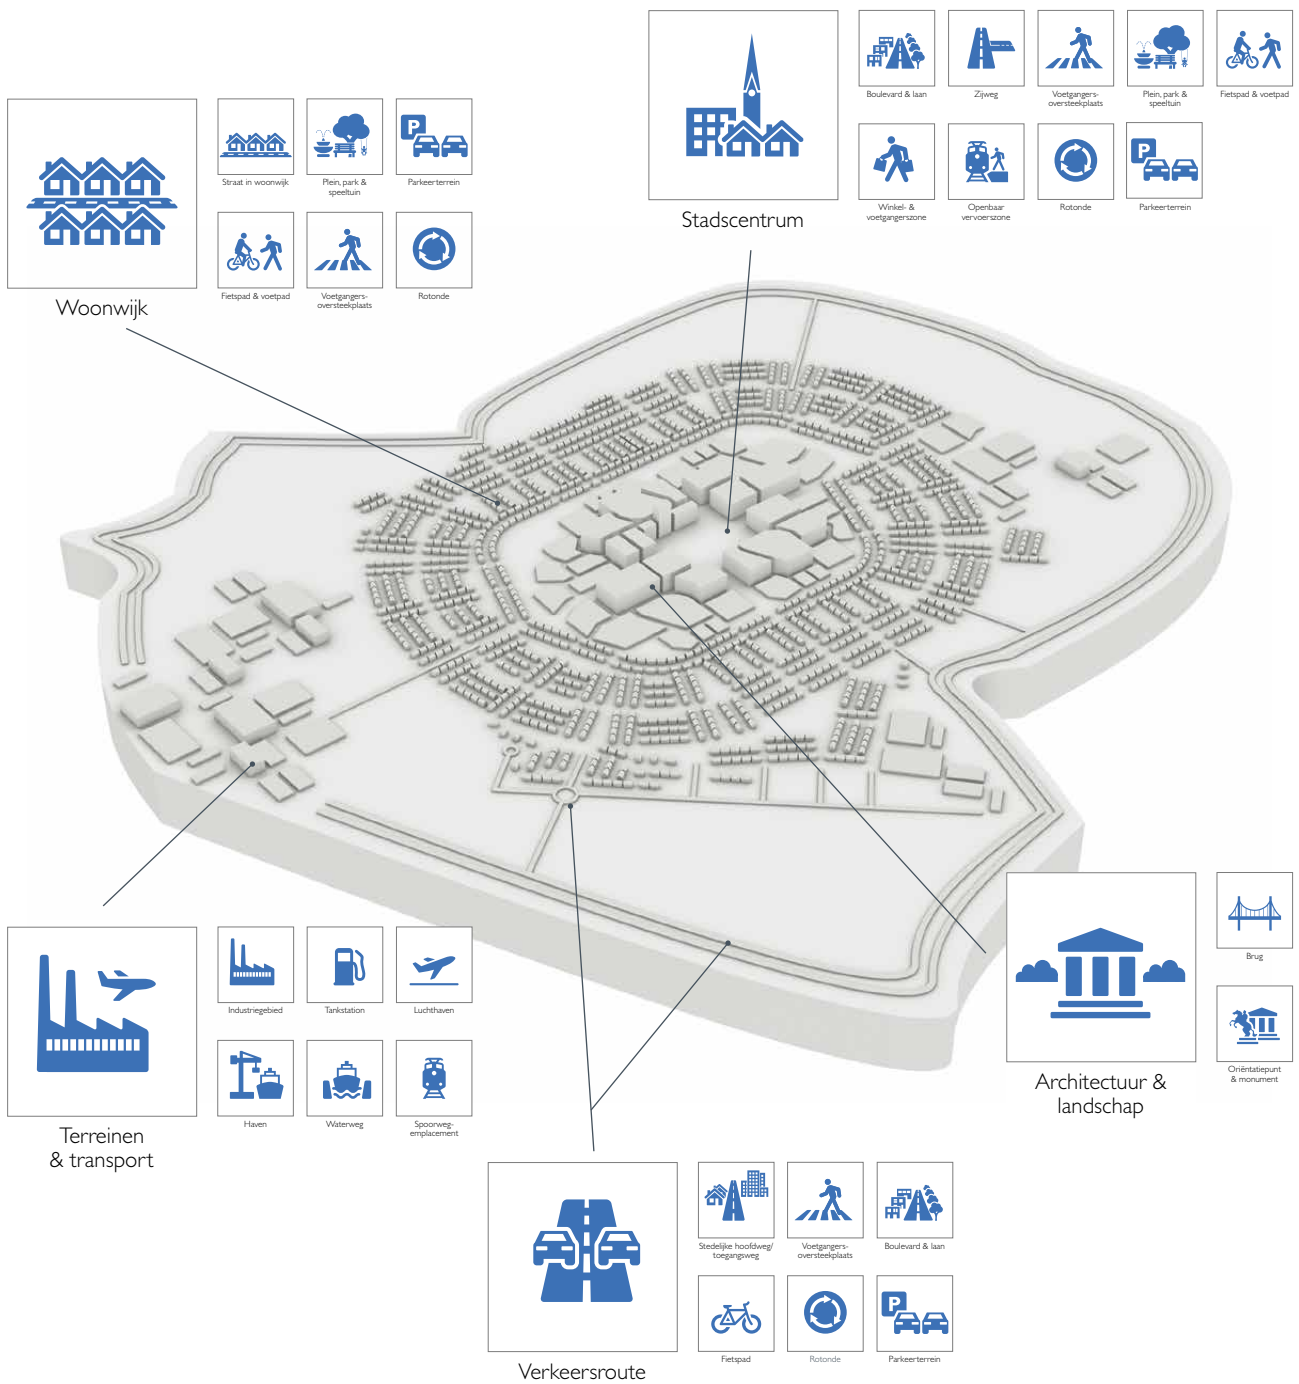 Boulevard & laan
Zijweg
Voetgangers-
oversteekplaats
Plein, park &
speeltuin
Fietspad & voetpad
Winkel- &
voetgangerszone
Openbaar
vervoerszone
Rotonde
P
Parkeerterrein
Stadscentrum
Straat in woonwijk
Plein, park &
speeltuin
P
Parkeerterrein
Fietspad & voetpad
Voetgangers-
oversteekplaats
Rotonde
Woonwijk
Brug
Oriëntatiepunt
& monument
Architectuur &
landschap
Industriegebied
Tankstation
Luchthaven
Haven
Waterweg
Spoorweg-
emplacement
Terreinen
& transport
Stedelijke hoofdweg/
toegangsweg
Voetgangers-
oversteekplaats
Boulevard & laan
Fietspad
Rotonde
P
Parkeerterrein
Verkeersroute